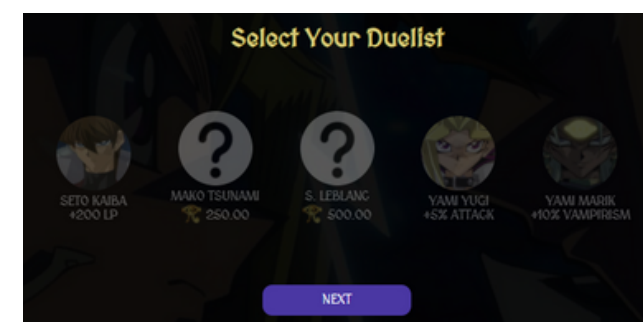 Select Your Duelist
?
?
SETO KAIBA
+200 LP
MAKO TSUNAMI
250.00
S. LEBLANC
500.00
YAMI YUGI
+5% ATTACK
YAMI MARIK
+10% VAMPIRISM
NEXT